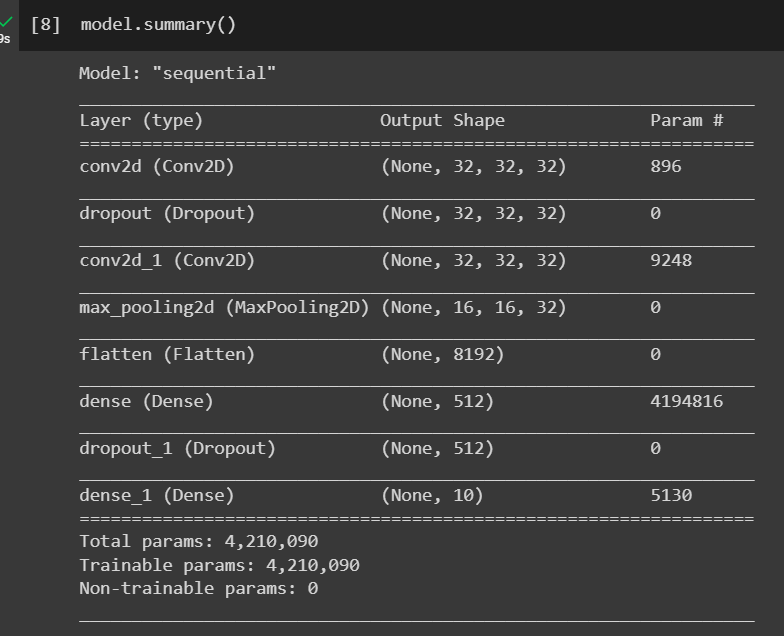 9s
[8] model.summary()
Model: "sequential"
Layer (type) Output Shape Param #
=================================================================
conv2d (Conv2D) (None, 32, 32, 32) 896
dropout (Dropout) (None, 32, 32, 32) 0
conv2d_1 (Conv2D) (None, 32, 32, 32) 9248
max_pooling2d (MaxPooling2D) (None, 16, 16, 32) 0
flatten (Flatten) (None, 8192) 0
dense (Dense) (None, 512) 4194816
dropout_1 (Dropout) (None, 512) 0
dense_1 (Dense) (None, 10) 5130
=================================================================
Total params: 4,210,090
Trainable params: 4,210,090
Non-trainable params: 0